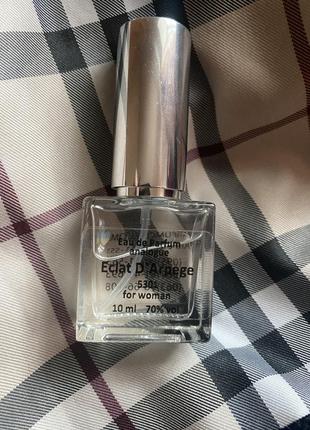 Eau de Parfum
analogue
Eclat D'Arpege
530
for woman
10 ml 70% vol